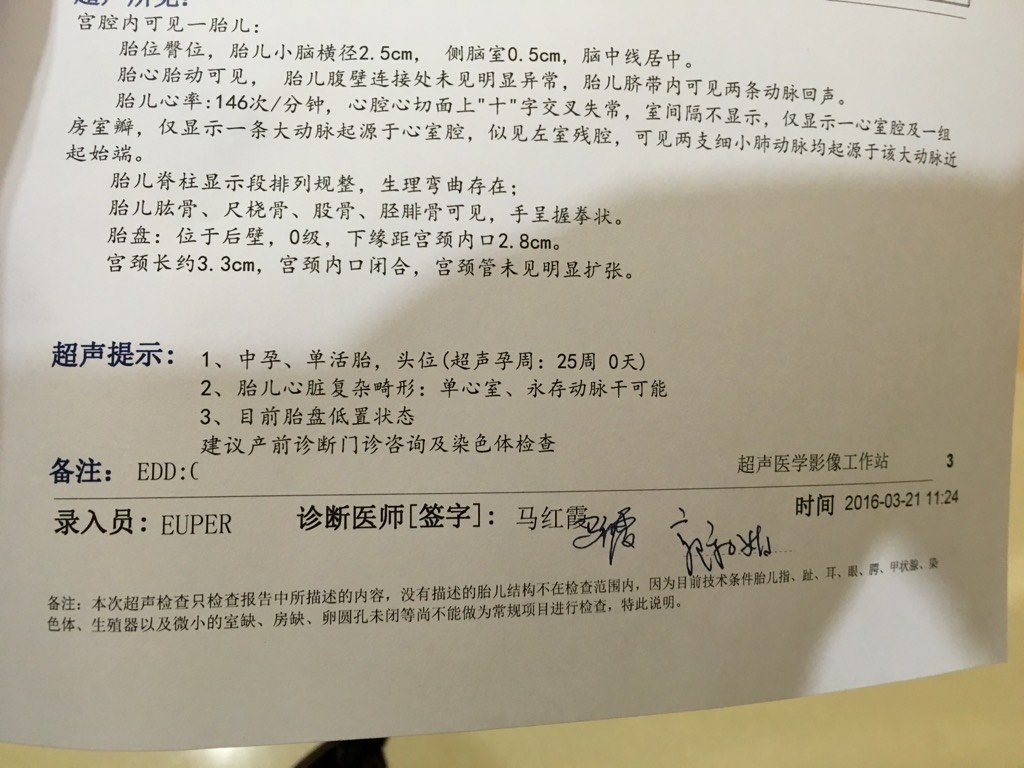 超声所见:
宫腔内可见一胎儿:
胎位臀位，胎儿小脑横径2.5cm， 侧脑室0.5cm，脑中线居中。
胎心胎动可见， 胎儿腹壁连接处未见明显异常，胎儿脐带内可见两条动脉回声。
胎儿心率:146次/分钟，心腔心切面上"十"字交叉失常，室间隔不显示，仅显示一心室腔及一组
房室瓣，仅显示一条大动脉起源于心室腔，似见左室残腔，可见两支细小肺动脉均起源于该大动脉近
起始端。
胎儿脊柱显示段排列规整，生理弯曲存在;
胎儿肱骨、尺桡骨、股骨、胫腓骨可见，手呈握拳状。
胎盘: 位于后壁，0级，下缘距宫颈内口2.8cm。
宫颈长约3.3cm，宫颈内口闭合，宫颈管未见明显扩张。
超声提示: 1、中孕、单活胎，头位(超声孕周: 25周 0天)
2、胎儿心脏复杂畸形: 单心室、永存动脉干可能
3、目前胎盘低置状态
建议产前诊断门诊咨询及染色体检查
备注: EDD:(
超声医学影像工作站 3
录入员: EUPER 诊断医师[签字]: 马红霞 时间 2016-03-21 11:24
备注: 本次超声检查只检查报告中所描述的内容，没有描述的胎儿结构不在检查范围内，因为目前技术条件胎儿指、趾、耳、眼、腭、甲状腺、染
色体、生殖器以及微小的室缺、房缺、卵圆孔未闭等尚不能做为常规项目进行检查，特此说明。